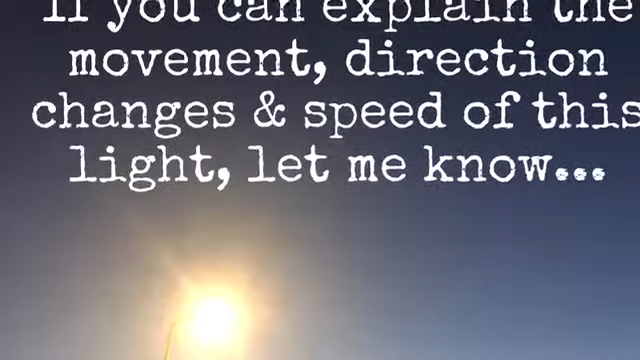 If you can explain the
movement, direction
changes & speed of this
light, let me know...